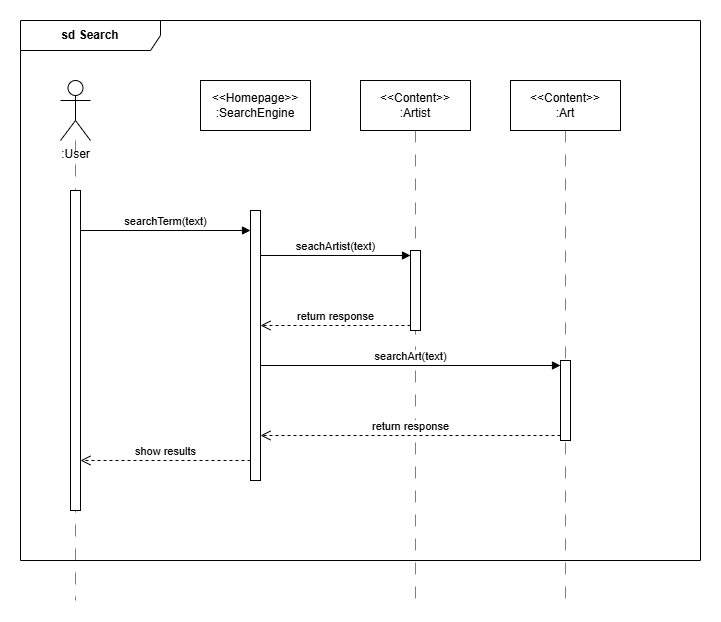 sd Search
<<Homepage>>
:SearchEngine
<<Content>>
:Artist
<<Content>>
:Art
:User
searchTerm(text)
seachArtist(text)
return response
searchArt(text)
return response
show results